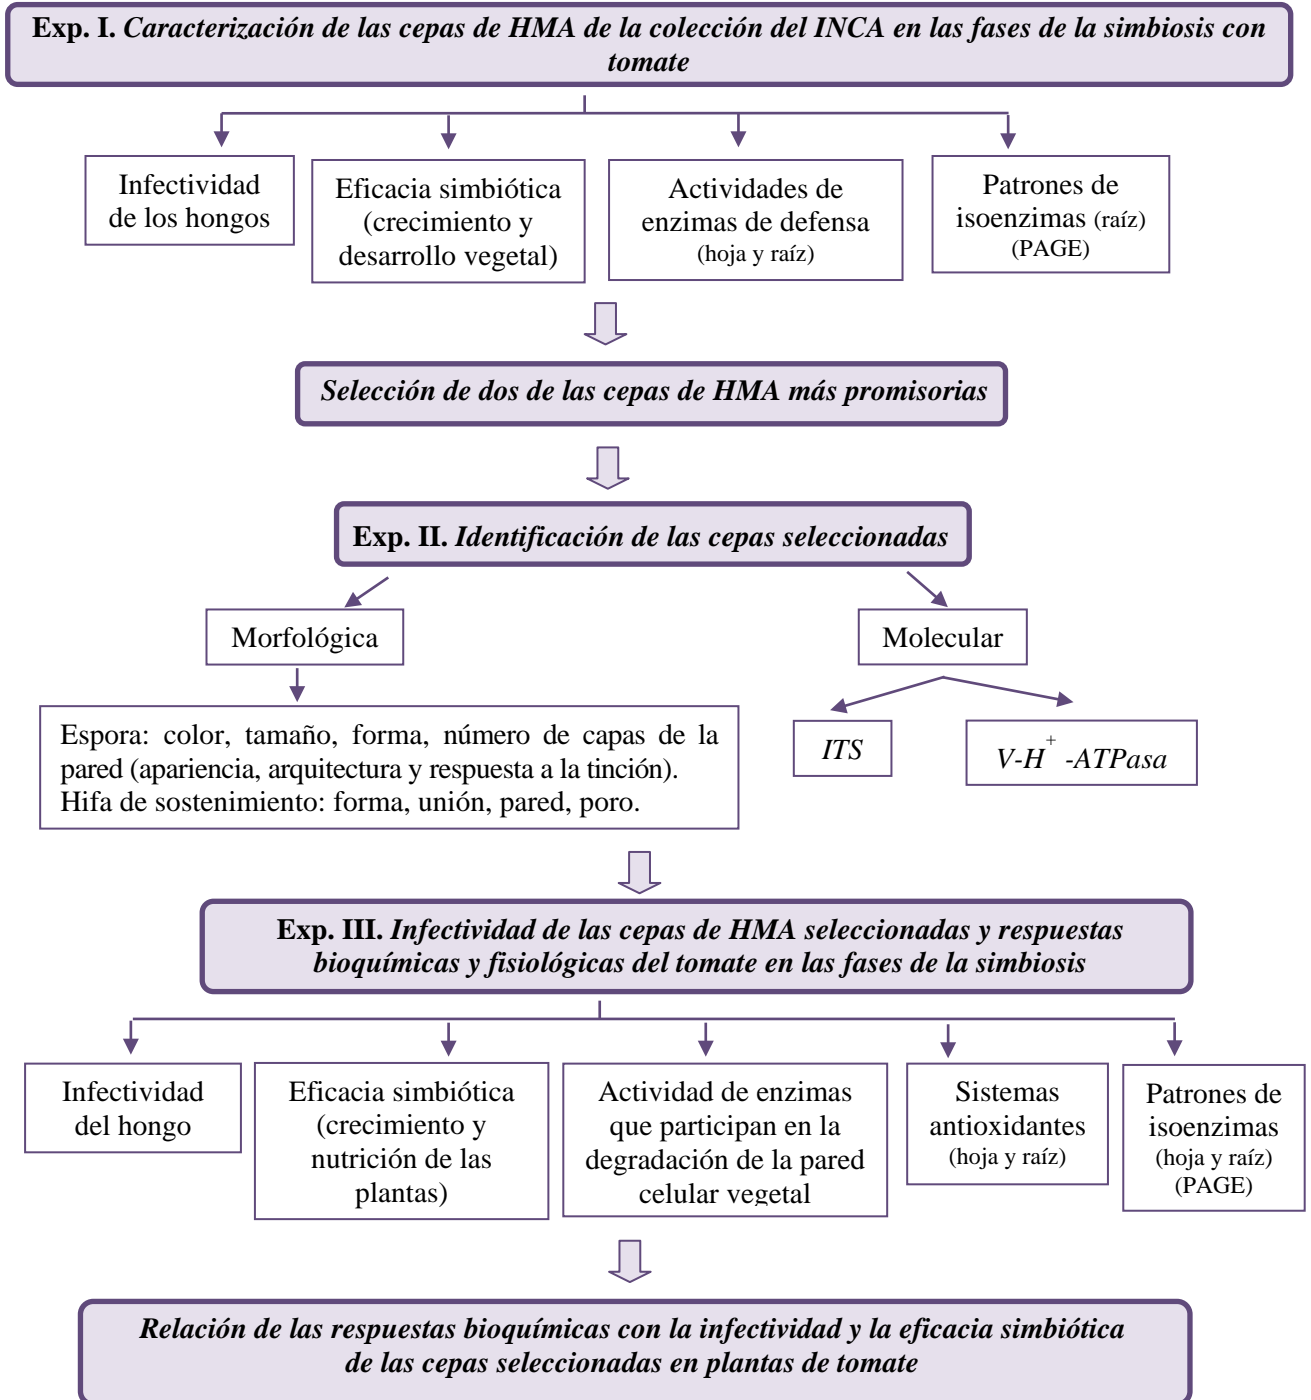 Exp. I. Caracterización de las cepas de HMA de la colección del INCA en las fases de la simbiosis con
tomate
Infectividad
de los hongos
Eficacia simbiótica
(crecimiento y
desarrollo vegetal)
Actividades de
enzimas de defensa
(hoja y raíz)
Patrones de
isoenzimas (raíz)
(PAGE)
Selección de dos de las cepas de HMA más promisorias
Exp. II. Identificación de las cepas seleccionadas
Morfológica
Molecular
Espora: color, tamaño, forma, número de capas de la
pared (apariencia, arquitectura y respuesta a la tinción).
Hifa de sostenimiento: forma, unión, pared, poro.
ITS
V-H+ -ATPasa
Exp. III. Infectividad de las cepas de HMA seleccionadas y respuestas
bioquímicas y fisiológicas del tomate en las fases de la simbiosis
Infectividad
del hongo
Eficacia simbiótica
(crecimiento y
nutrición de las
plantas)
Actividad de enzimas
que participan en la
degradación de la pared
celular vegetal
Sistemas
antioxidantes
(hoja y raíz)
Patrones de
isoenzimas
(hoja y raíz)
(PAGE)
Relación de las respuestas bioquímicas con la infectividad y la eficacia simbiótica
de las cepas seleccionadas en plantas de tomate